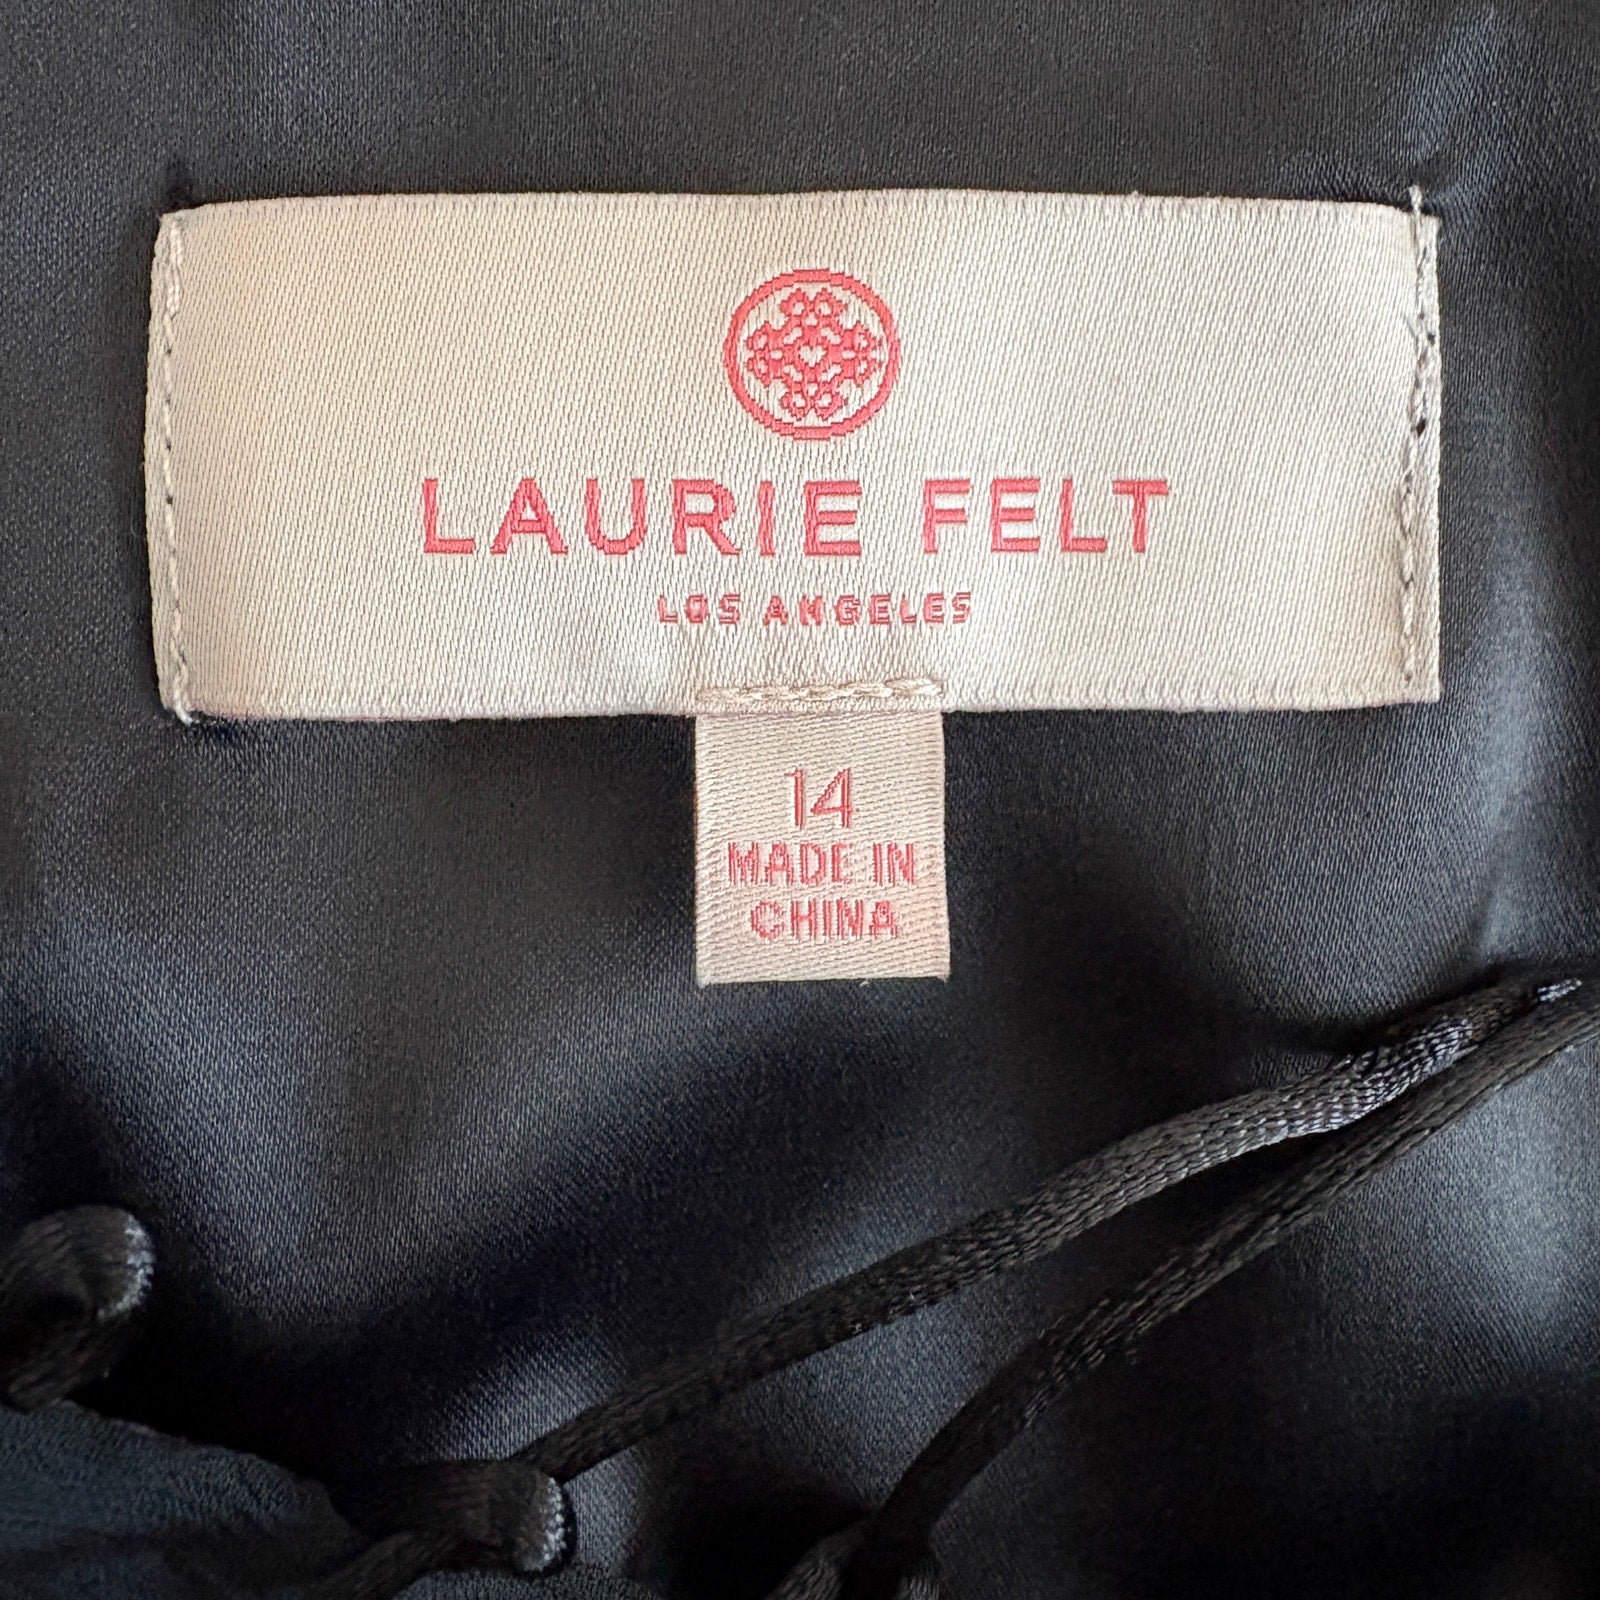 LAURIE FELT
LOS ANGELES
14
MADE IN
CHINA